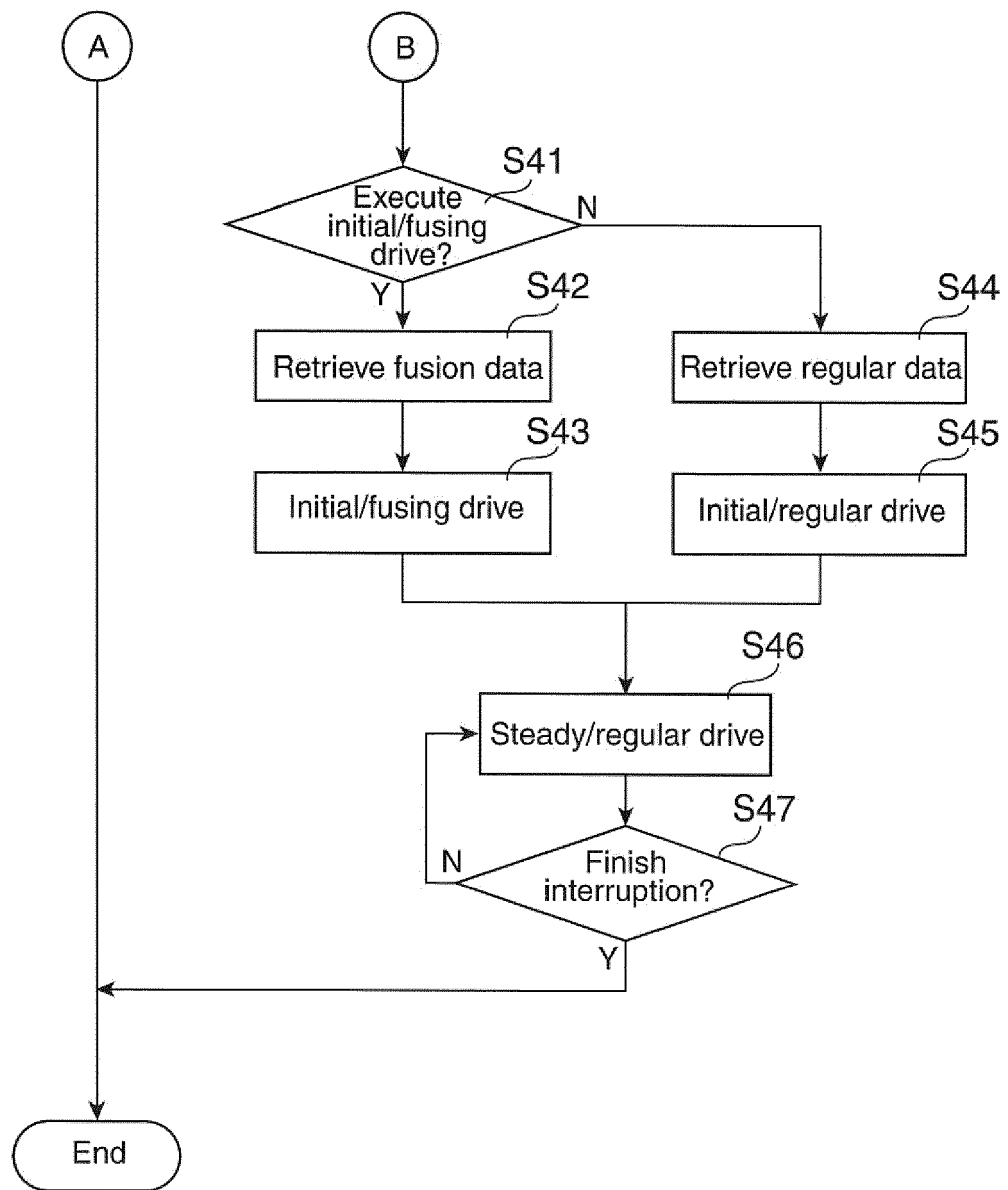 A
B
S41
Execute
initial/fusing
drive?
N
Y
S42
S44
Retrieve fusion data
Retrieve regular data
S43
S45
Initial/fusing drive
Initial/regular drive
S46
Steady/regular drive
S47
N
Finish
interruption?
Y
End